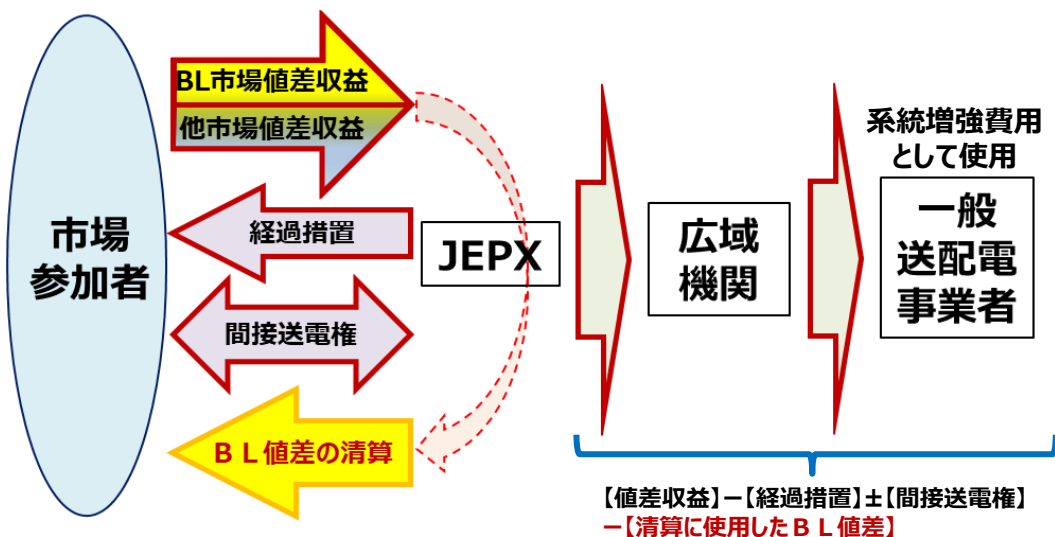 BL市場値差収益
他市場値差収益
経過措置
間接送電権
ＢＬ値差の清算
市場
参加者
JEPX
広域
機関
系統増強費用
として使用
一般
送配電
事業者
【値差収益】－【経過措置】±【間接送電権】
－【清算に使用したＢＬ値差】